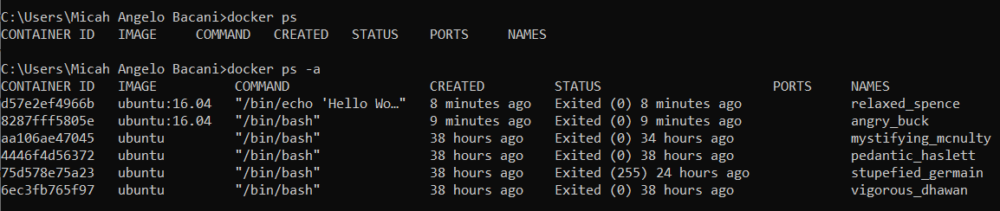 C:\Users\Micah Angelo Bacani>docker ps
CONTAINER ID   IMAGE     COMMAND   CREATED   STATUS    PORTS     NAMES
C:\Users\Micah Angelo Bacani>docker ps -a
CONTAINER ID   IMAGE          COMMAND                  CREATED         STATUS                      PORTS     NAMES
d57e2ef4966b   ubuntu:16.04   "/bin/echo 'Hello Wo…"   8 minutes ago   Exited (0) 8 minutes ago              relaxed_spence
8287fff5805e   ubuntu:16.04   "/bin/bash"              9 minutes ago   Exited (0) 9 minutes ago              angry_buck
aa106ae47045   ubuntu         "/bin/bash"              38 hours ago    Exited (0) 34 hours ago               mystifying_mcnulty
4446f4d56372   ubuntu         "/bin/bash"              38 hours ago    Exited (0) 38 hours ago               pedantic_haslett
75d578e75a23   ubuntu         "/bin/bash"              38 hours ago    Exited (255) 24 hours ago             stupefied_germain
6ec3fb765f97   ubuntu         "/bin/bash"              38 hours ago    Exited (0) 38 hours ago               vigorous_dhawan